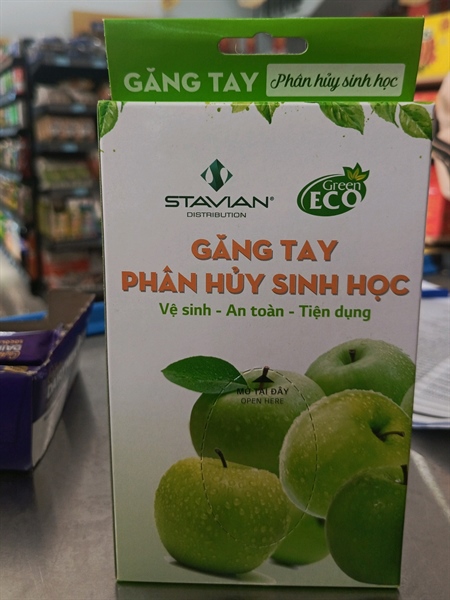 GĂNG TAY Phân hủy sinh học
STAVIAN®
DISTRIBUTION
Green
ECO
GĂNG TAY
PHÂN HỦY SINH HỌC
Vệ sinh - An toàn - Tiện dụng
MỞ TẠI ĐÂY
OPEN HERE